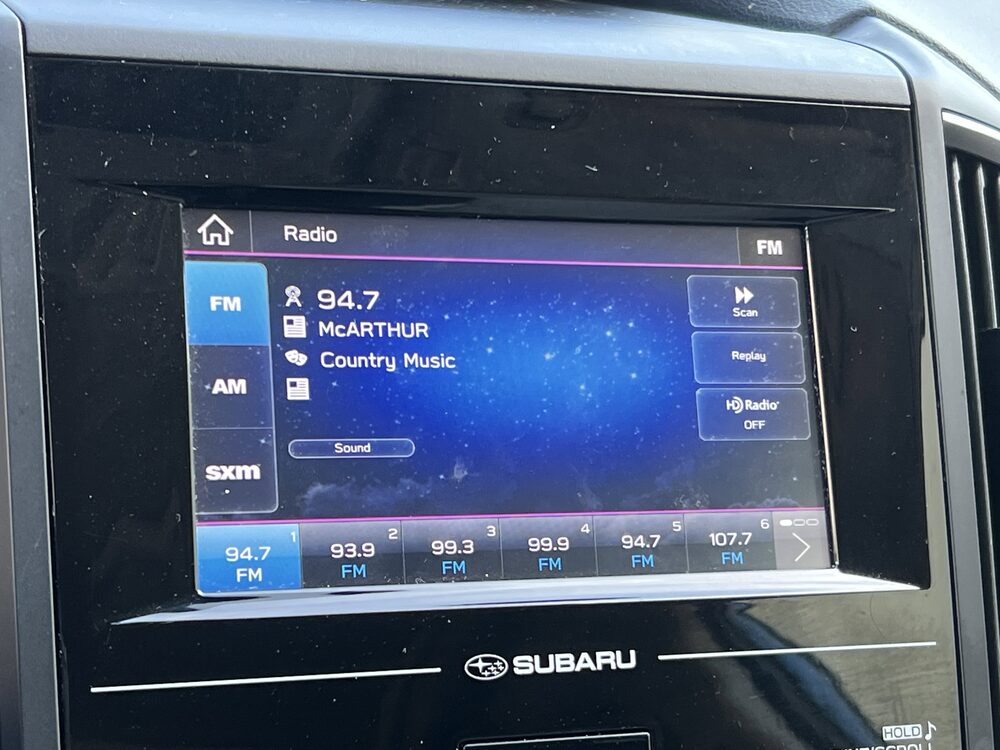 Radio
FM
FM
94.7
McARTHUR
Country Music
AM
sxm
Sound
Scan
Replay
HD Radio
OFF
1
94.7
FM
2
93.9
FM
3
99.3
FM
4
99.9
FM
5
94.7
FM
6
107.7
FM
SUBARU
HOLD